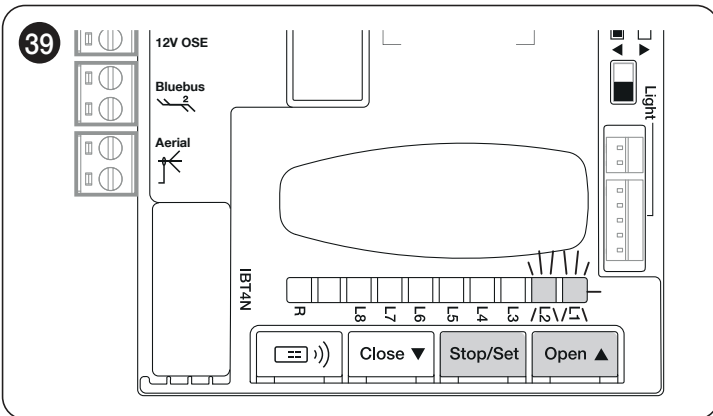 39
12V OSE
Bluebus
2
Aerial
Light
IBT4N
R L8 L7 L6 L5 L4 L3 L2 L1
Close ▼ Stop/Set Open ▲